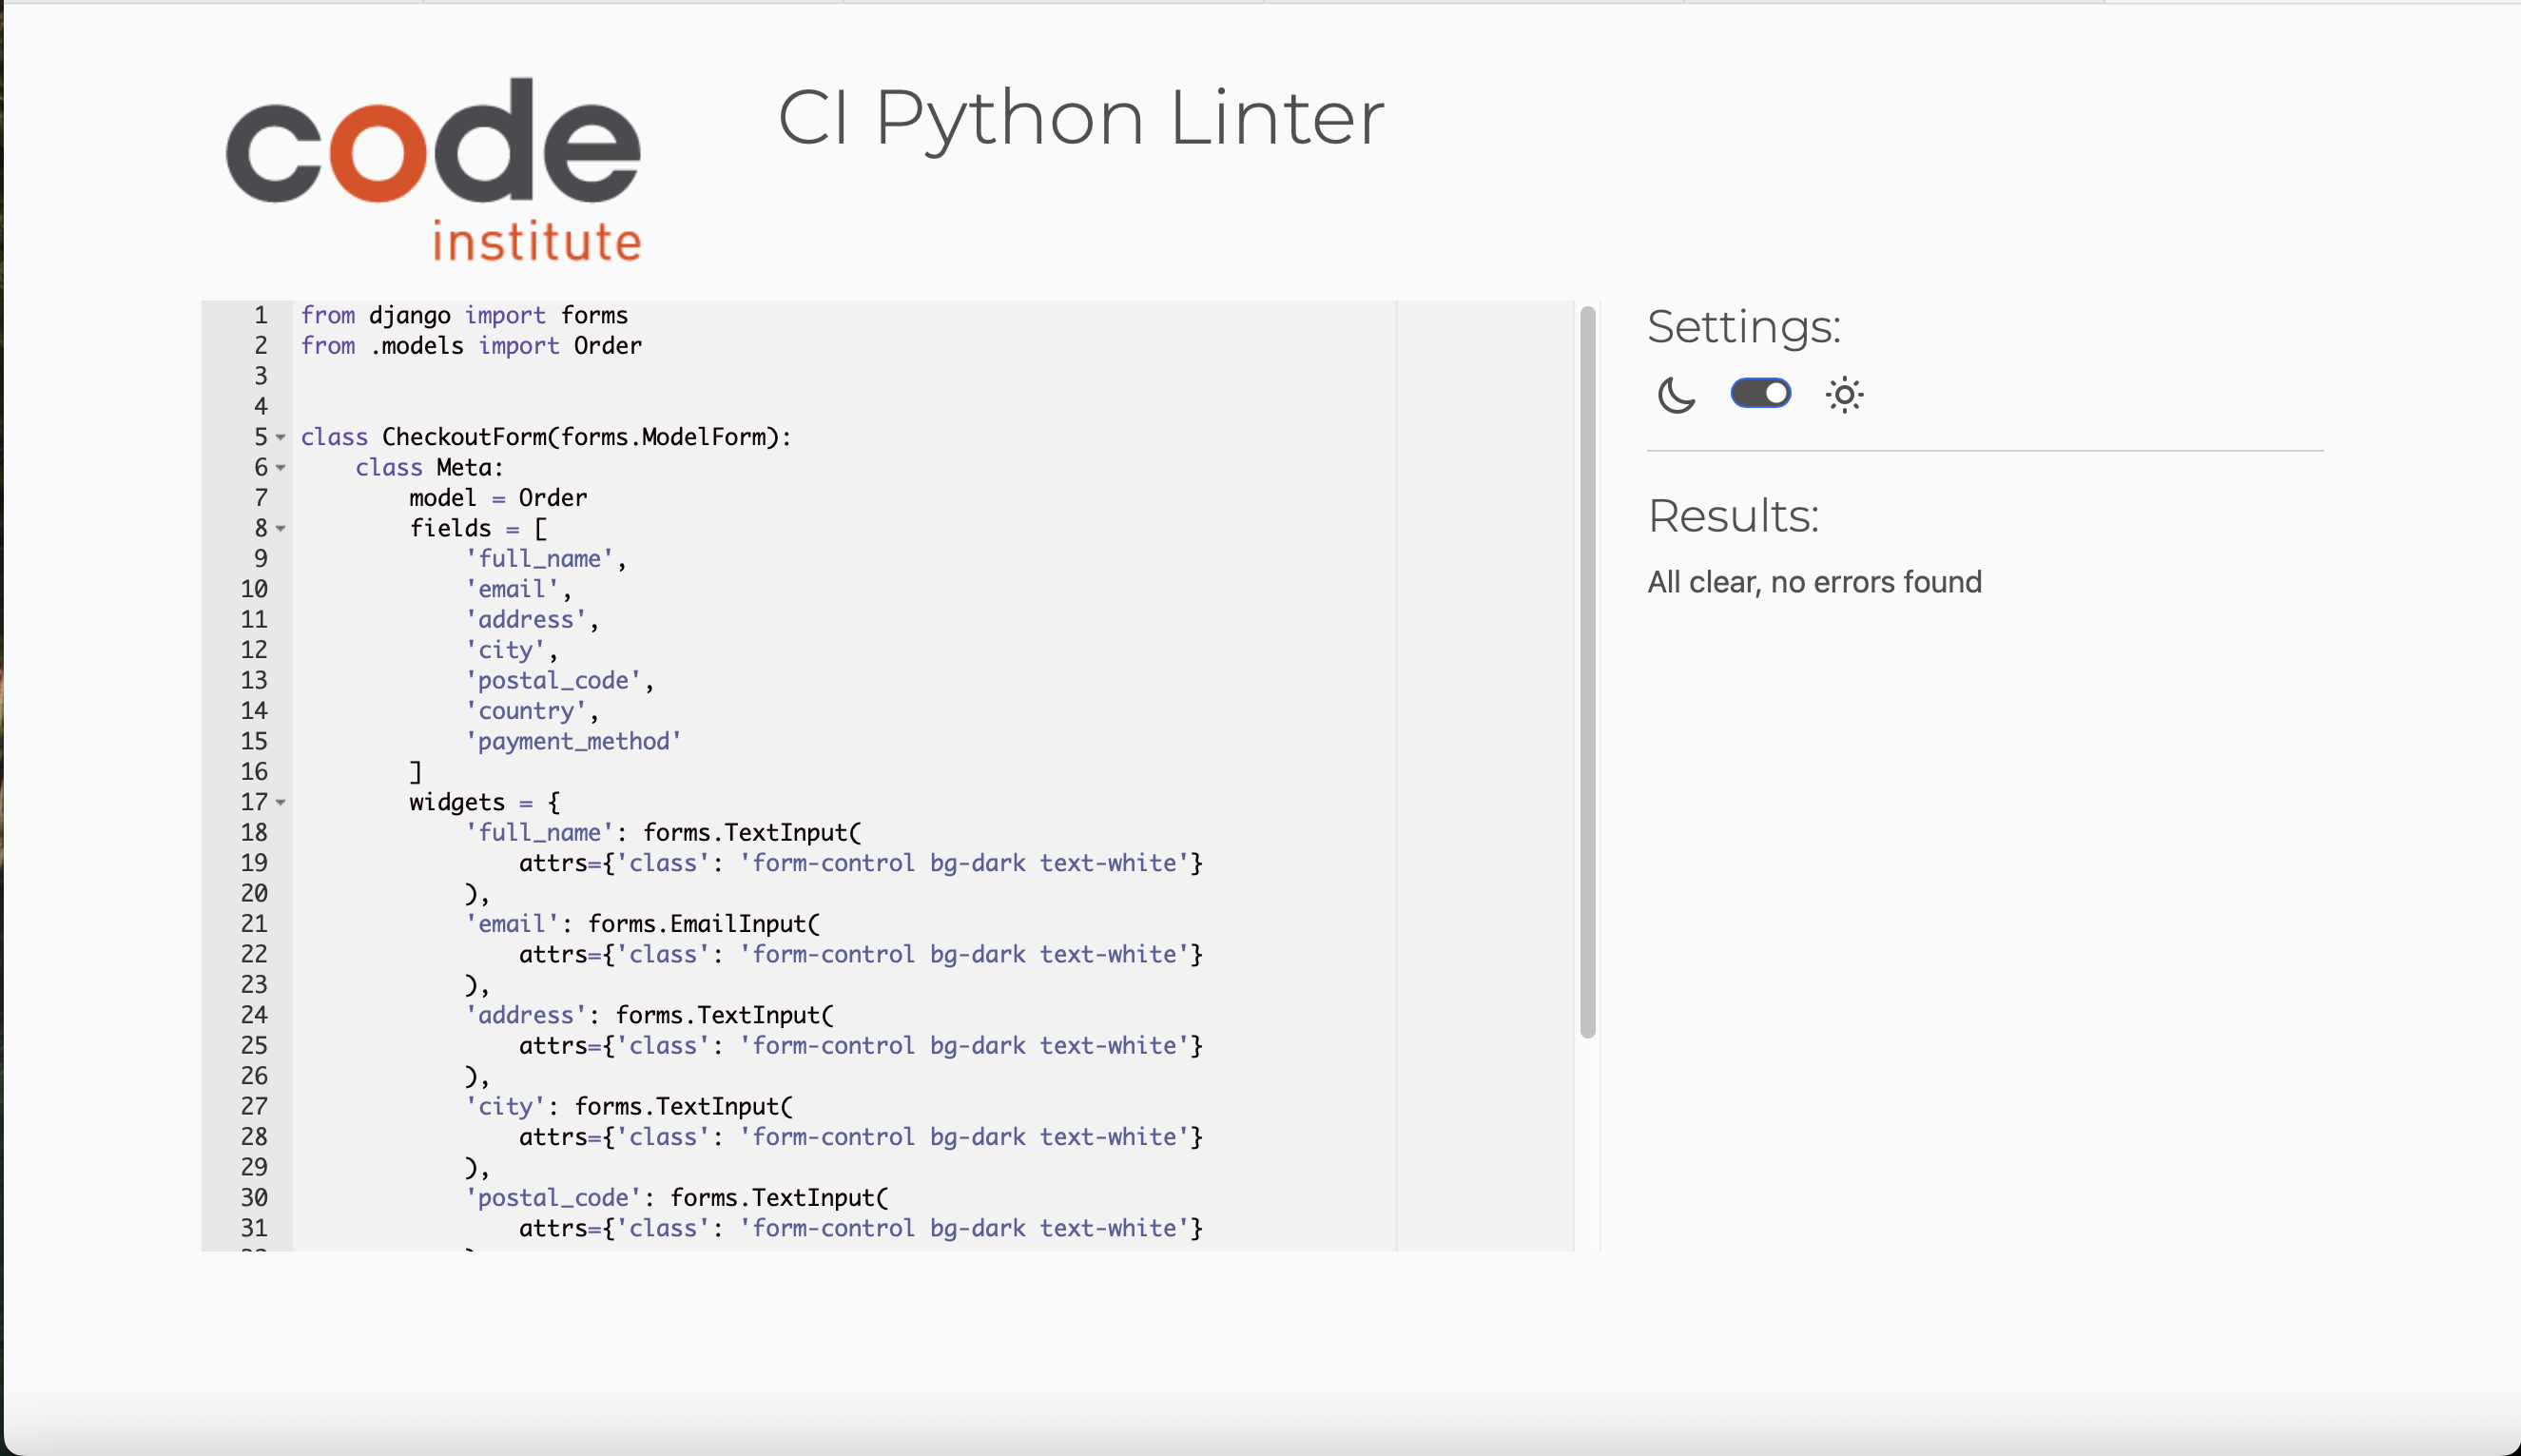 code
institute
CI Python Linter
1 from django import forms
2 from .models import Order
3
4
5 class CheckoutForm(forms.ModelForm):
6     class Meta:
7         model = Order
8         fields = [
9             'full_name',
10             'email',
11             'address',
12             'city',
13             'postal_code',
14             'country',
15             'payment_method'
16         ]
17         widgets = {
18             'full_name': forms.TextInput(
19                 attrs={'class': 'form-control bg-dark text-white'}
20             ),
21             'email': forms.EmailInput(
22                 attrs={'class': 'form-control bg-dark text-white'}
23             ),
24             'address': forms.TextInput(
25                 attrs={'class': 'form-control bg-dark text-white'}
26             ),
27             'city': forms.TextInput(
28                 attrs={'class': 'form-control bg-dark text-white'}
29             ),
30             'postal_code': forms.TextInput(
31                 attrs={'class': 'form-control bg-dark text-white'}
Settings:
Results:
All clear, no errors found